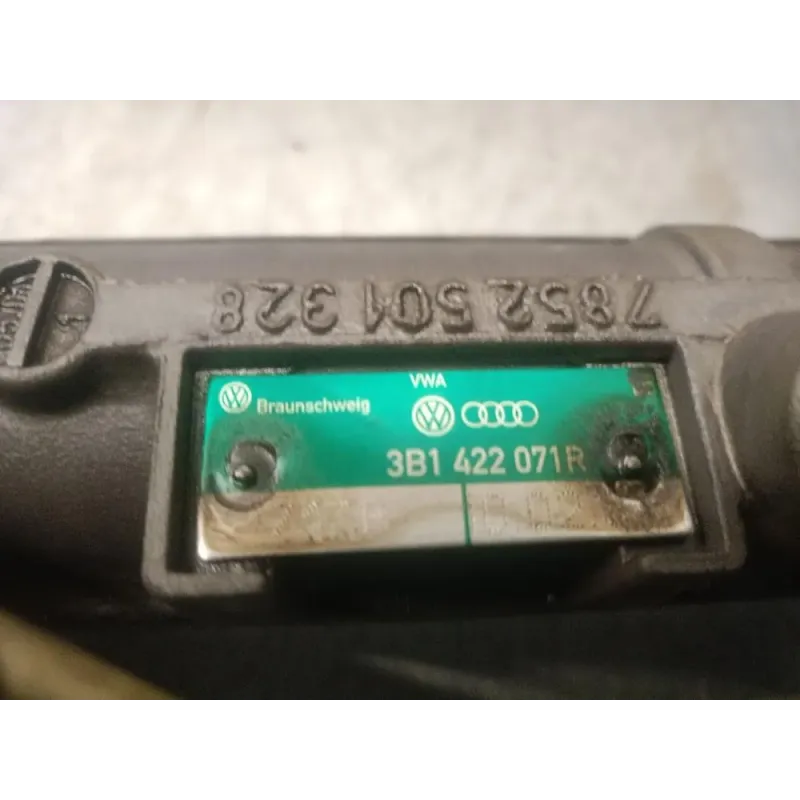 7852 501 328
VWA
Braunschweig
3B1 422 071R